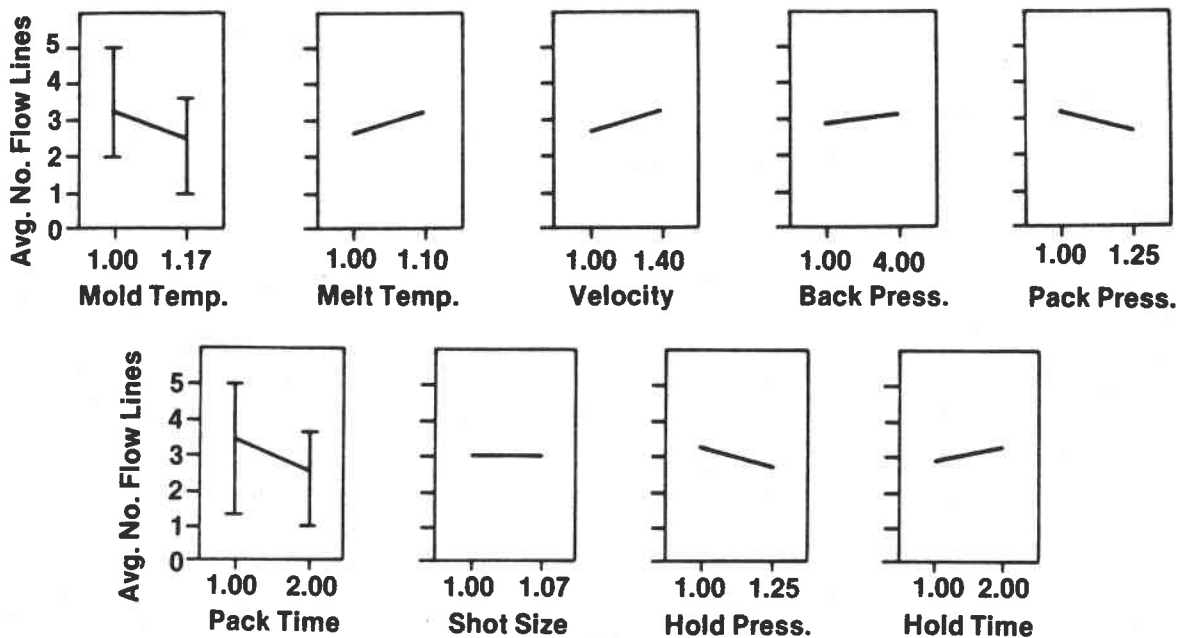 Avg. No. Flow Lines
5
4
3
2
1
0
1.00 1.17
Mold Temp.
1.00 1.10
Melt Temp.
1.00 1.40
Velocity
1.00 4.00
Back Press.
1.00 1.25
Pack Press.
Avg. No. Flow Lines
5
4
3
2
1
0
1.00 2.00
Pack Time
1.00 1.07
Shot Size
1.00 1.25
Hold Press.
1.00 2.00
Hold Time